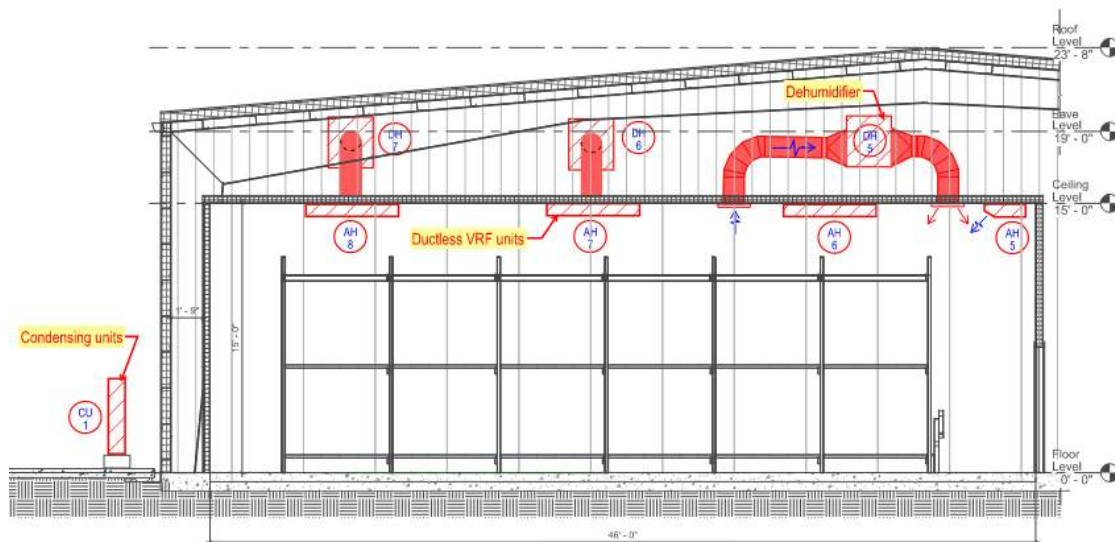 Roof
Level
23' - 8"
Dehumidifier
Eave
Level
19' - 0"
DH
7
DH
6
DH
5
Ceiling
Level
15' - 0"
AH
8
Ductless VRF units
AH
7
AH
6
AH
5
1' - 9"
15' - 0"
Condensing units
CU
1
Floor
Level
0' - 0"
46' - 0"